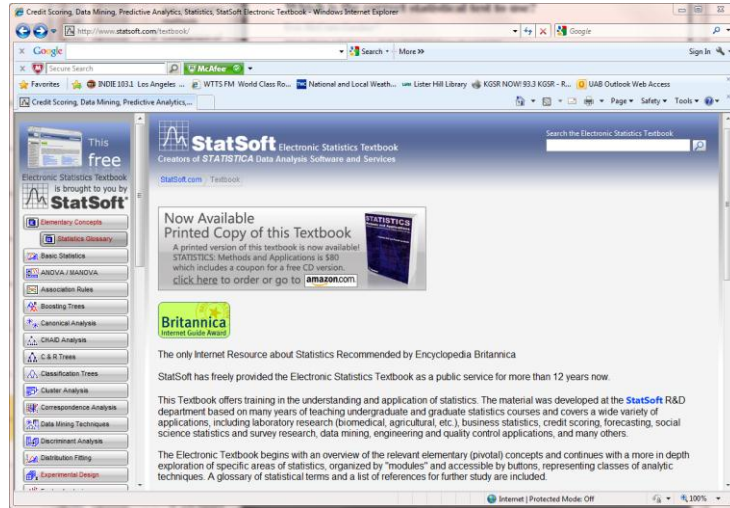 Credit Scoring, Data Mining, Predictive Analytics, Statistics, StatSoft Electronic Textbook - Windows Internet Explorer
http://www.statsoft.com/textbook/
Google
x Google
Search
More >>
Sign In
x Secure Search
McAfee
Favorites
INDIE 103.1 Los Angeles ...
WTTS FM World Class Ro...
National and Local Weath...
Lister Hill Library
KGSR NOW! 93.3 KGSR - R...
UAB Outlook Web Access
Credit Scoring, Data Mining, Predictive Analytics,...
Page
Safety
Tools
This
free
Electronic Statistics Textbook
is brought to you by
StatSoft
Elementary Concepts
Statistics Glossary
Basic Statistics
ANOVA / MANOVA
Association Rules
Boosting Trees
Canonical Analysis
CHAID Analysis
C & R Trees
Classification Trees
Cluster Analysis
Correspondence Analysis
Data Mining Techniques
Discriminant Analysis
Distribution Fitting
Experimental Design
StatSoft Electronic Statistics Textbook
Creators of STATISTICA Data Analysis Software and Services
Search the Electronic Statistics Textbook
StatSoft.com
Textbook
Now Available
Printed Copy of this Textbook
A printed version of this textbook is now available!
STATISTICS: Methods and Applications is $80
which includes a coupon for a free CD version.
click here to order or go to amazon.com
STATISTICS
Britannica
Internet Guide Award
The only Internet Resource about Statistics Recommended by Encyclopedia Britannica
StatSoft has freely provided the Electronic Statistics Textbook as a public service for more than 12 years now.
This Textbook offers training in the understanding and application of statistics. The material was developed at the StatSoft R&D
department based on many years of teaching undergraduate and graduate statistics courses and covers a wide variety of
applications, including laboratory research (biomedical, agricultural, etc.), business statistics, credit scoring, forecasting, social
science statistics and survey research, data mining, engineering and quality control applications, and many others.
The Electronic Textbook begins with an overview of the relevant elementary (pivotal) concepts and continues with a more in depth
exploration of specific areas of statistics, organized by "modules" and accessible by buttons, representing classes of analytic
techniques. A glossary of statistical terms and a list of references for further study are included.
Internet | Protected Mode: Off
100%